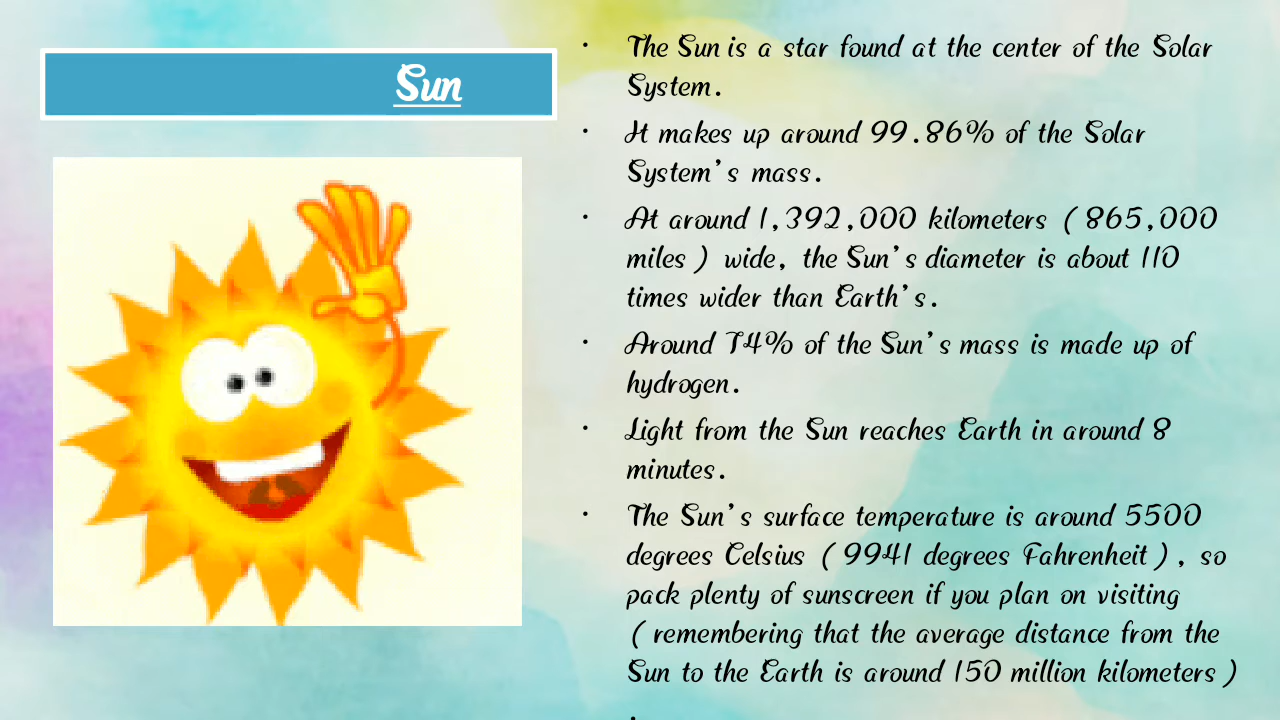 Sun
• The Sun is a star found at the center of the Solar
System.
• It makes up around 99.86% of the Solar
System's mass.
• At around 1,392,000 kilometers (865,000
miles) wide, the Sun's diameter is about 110
times wider than Earth's.
• Around 74% of the Sun's mass is made up of
hydrogen.
• Light from the Sun reaches Earth in around 8
minutes.
• The Sun's surface temperature is around 5500
degrees Celsius (9941 degrees Fahrenheit), so
pack plenty of sunscreen if you plan on visiting
(remembering that the average distance from the
Sun to the Earth is around 150 million kilometers)
.